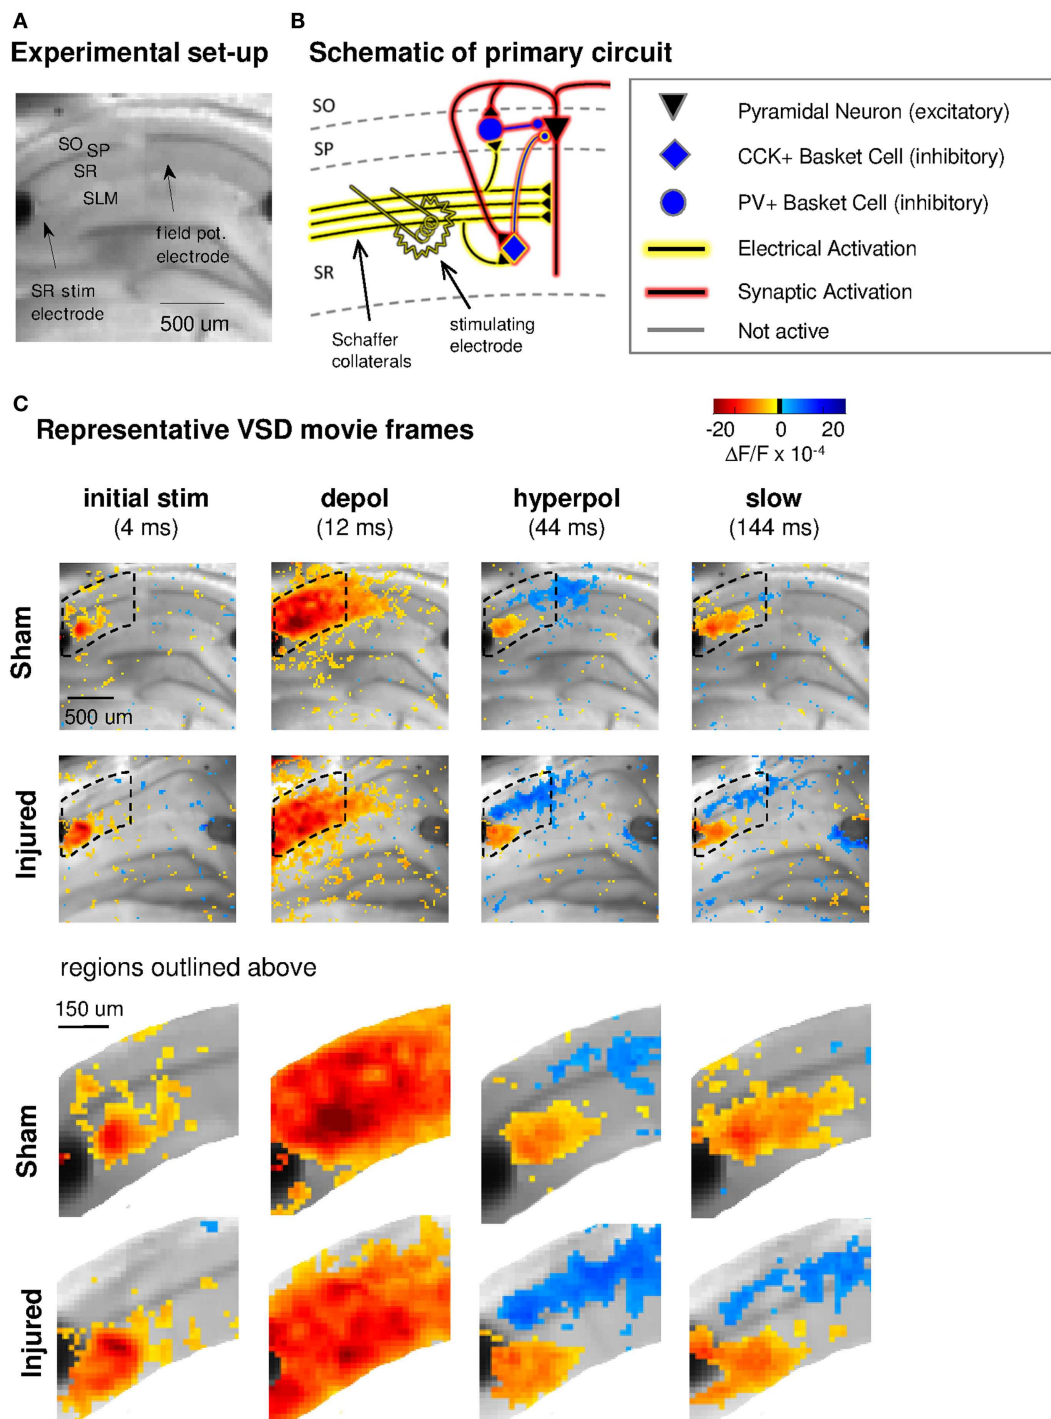 A
Experimental set-up
SO
SP
SR
SLM
field pot.
electrode
SR stim
electrode
500 um
B
Schematic of primary circuit
SO
SP
SR
Schaffer
collaterals
stimulating
electrode
Pyramidal Neuron (excitatory)
CCK+ Basket Cell (inhibitory)
PV+ Basket Cell (inhibitory)
Electrical Activation
Synaptic Activation
Not active
C
Representative VSD movie frames
-20 0 20
ΔF/F x 10⁻⁴
initial stim
(4 ms)
depol
(12 ms)
hyperpol
(44 ms)
slow
(144 ms)
Sham
500 um
Injured
regions outlined above
150 um
Sham
Injured